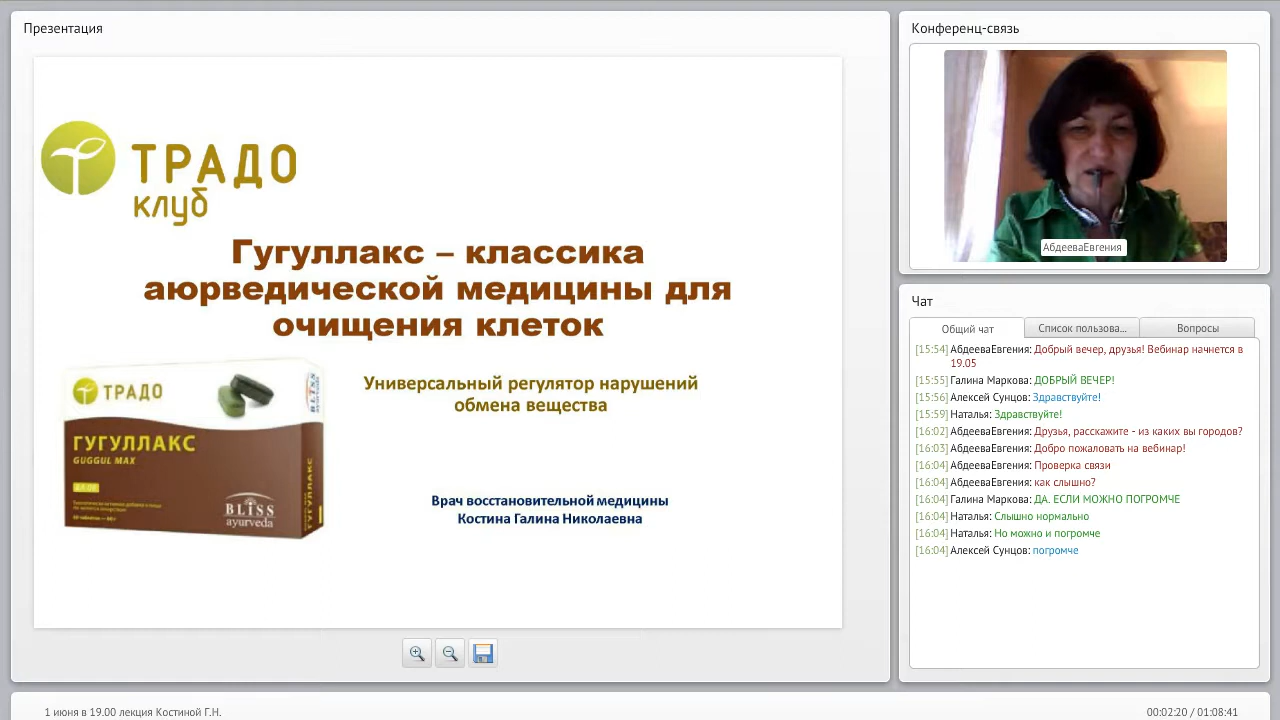 Презентация
ТРАДО
клуб
Гугуллакс – классика
аюрведической медицины для
очищения клеток
ТРАДО
BLISS
ГУГУЛЛАКС
GUGGUL MAX
BLISS
ayurveda
ГУГУЛЛАКС
Универсальный регулятор нарушений
обмена вещества
Врач восстановительной медицины
Костина Галина Николаевна
Конференц-связь
АбдееваЕвгения
Чат
Общий чат
Список пользова...
Вопросы
[15:54] АбдееваЕвгения: Добрый вечер, друзья! Вебинар начнется в
19.05
[15:55] Галина Маркова: ДОБРЫЙ ВЕЧЕР!
[15:56] Алексей Сунцов: Здравствуйте!
[15:59] Наталья: Здравствуйте!
[16:02] АбдееваЕвгения: Друзья, расскажите - из каких вы городов?
[16:03] АбдееваЕвгения: Добро пожаловать на вебинар!
[16:04] АбдееваЕвгения: Проверка связи
[16:04] АбдееваЕвгения: как слышно?
[16:04] Галина Маркова: ДА. ЕСЛИ МОЖНО ПОГРОМЧЕ
[16:04] Наталья: Слышно нормально
[16:04] Наталья: Но можно и погромче
[16:04] Алексей Сунцов: погромче
1 июня в 19.00 лекция Костиной Г.Н.
00:02:20 / 01:08:41